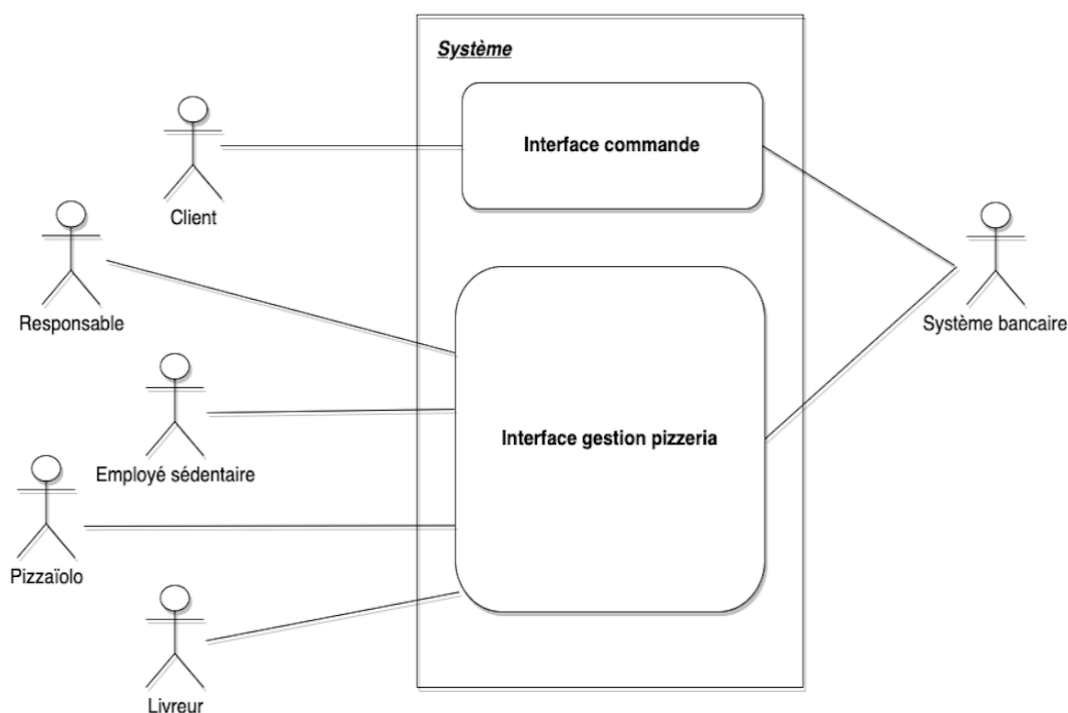 Système
Interface commande
Client
Responsable
Système bancaire
Interface gestion pizzeria
Employé sédentaire
Pizzaïolo
Livreur